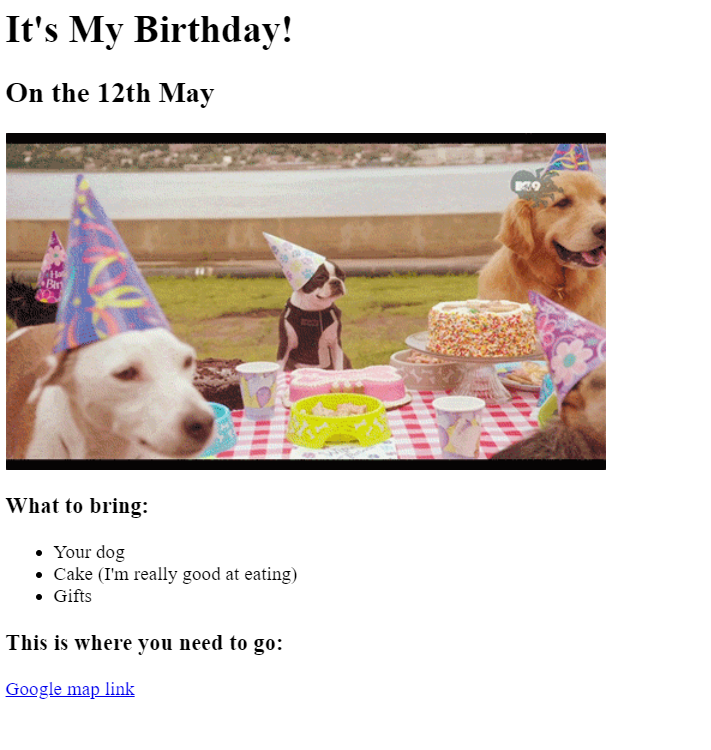 It's My Birthday!
On the 12th May
What to bring:
Your dog
Cake (I'm really good at eating)
Gifts
This is where you need to go:
Google map link